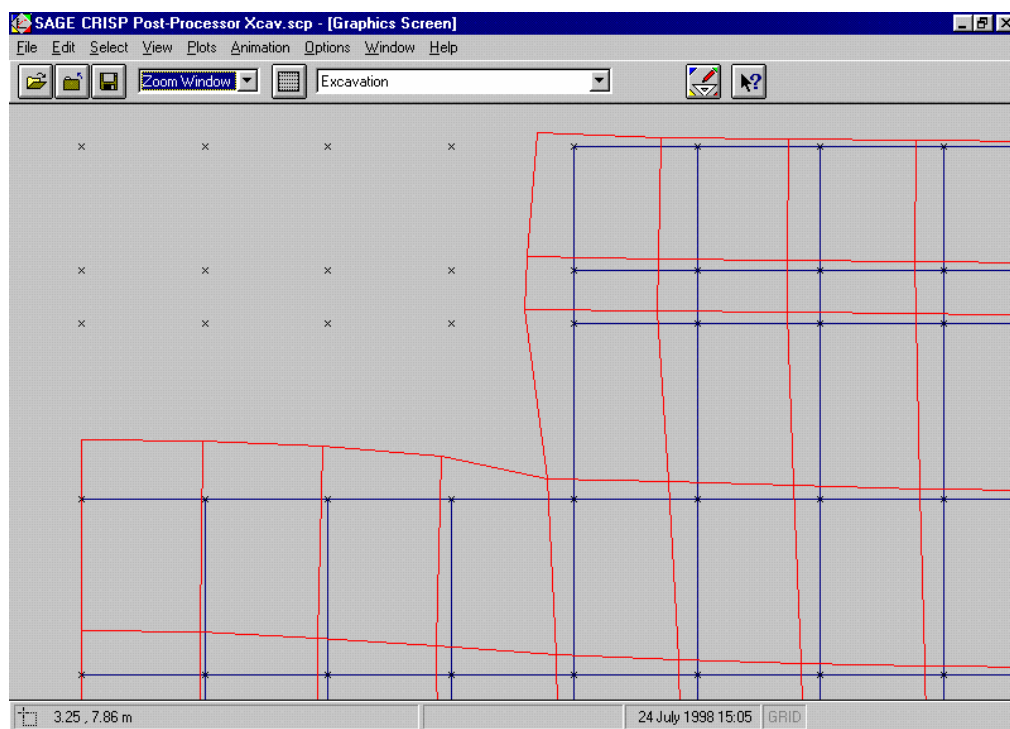 SAGE CRISP Post-Processor Xcav.scp - [Graphics Screen]
File Edit Select View Plots Animation Options Window Help
Zoom Window Excavation
3.25 , 7.86 m 24 July 1998 15:05 GRID